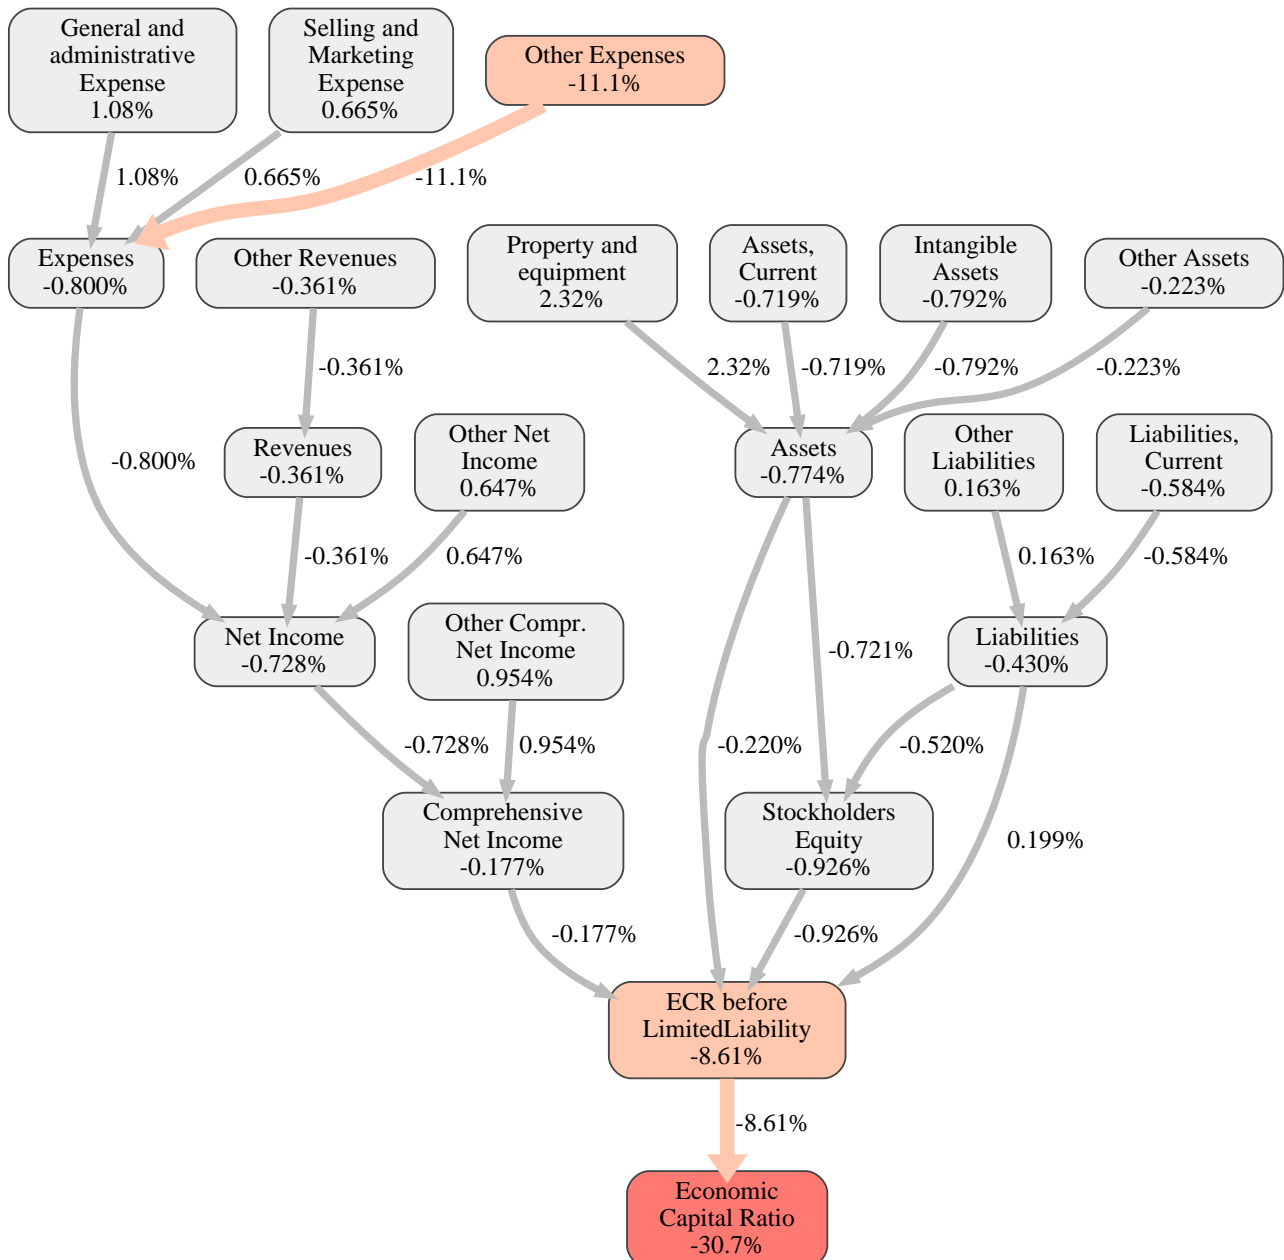 General and
administrative
Expense
1.08%
Selling and
Marketing
Expense
0.665%
Other Expenses
-11.1%
1.08%
0.665%
-11.1%
Expenses
-0.800%
Other Revenues
-0.361%
Property and
equipment
2.32%
Assets,
Current
-0.719%
Intangible
Assets
-0.792%
Other Assets
-0.223%
-0.361%
2.32%
-0.719%
-0.792%
-0.223%
-0.800%
Revenues
-0.361%
Other Net
Income
0.647%
Assets
-0.774%
Other
Liabilities
0.163%
Liabilities,
Current
-0.584%
-0.361%
0.647%
0.163%
-0.584%
Net Income
-0.728%
Other Compr.
Net Income
0.954%
-0.721%
Liabilities
-0.430%
-0.728%
0.954%
-0.220%
-0.520%
Comprehensive
Net Income
-0.177%
Stockholders
Equity
-0.926%
0.199%
-0.177%
-0.926%
ECR before
LimitedLiability
-8.61%
-8.61%
Economic
Capital Ratio
-30.7%